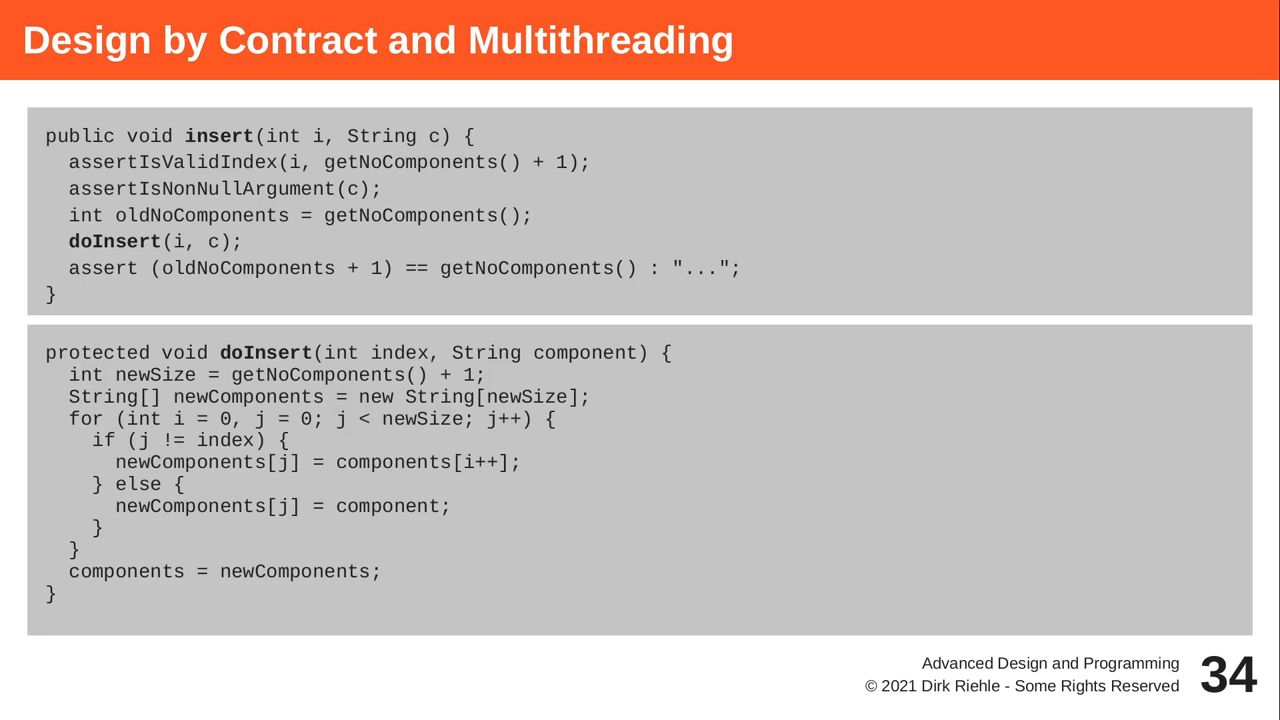 Design by Contract and Multithreading
public void insert(int i, String c) {
  assertIsValidIndex(i, getNoComponents() + 1);
  assertIsNonNullArgument(c);
  int oldNoComponents = getNoComponents();
  doInsert(i, c);
  assert (oldNoComponents + 1) == getNoComponents() : "...";
}
protected void doInsert(int index, String component) {
  int newSize = getNoComponents() + 1;
  String[] newComponents = new String[newSize];
  for (int i = 0, j = 0; j < newSize; j++) {
    if (j != index) {
      newComponents[j] = components[i++];
    } else {
      newComponents[j] = component;
    }
  }
  components = newComponents;
}
Advanced Design and Programming
© 2021 Dirk Riehle - Some Rights Reserved
34